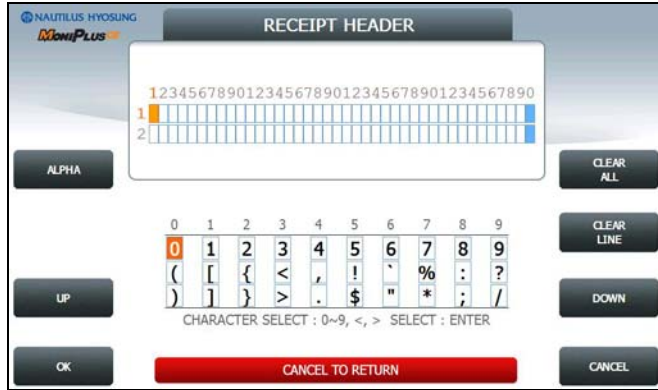 NAUTILUS HYOSUNG
MONIPLUS CE
RECEIPT HEADER
1234567890123456789012345678901234567890
1
2
ALPHA
CLEAR ALL
0 1 2 3 4 5 6 7 8 9
0 1 2 3 4 5 6 7 8 9
( [ { < , ! ` % : ?
) ] } > . $ " * ; /
CLEAR LINE
UP
DOWN
CHARACTER SELECT : 0~9, <, > SELECT : ENTER
OK
CANCEL TO RETURN
CANCEL